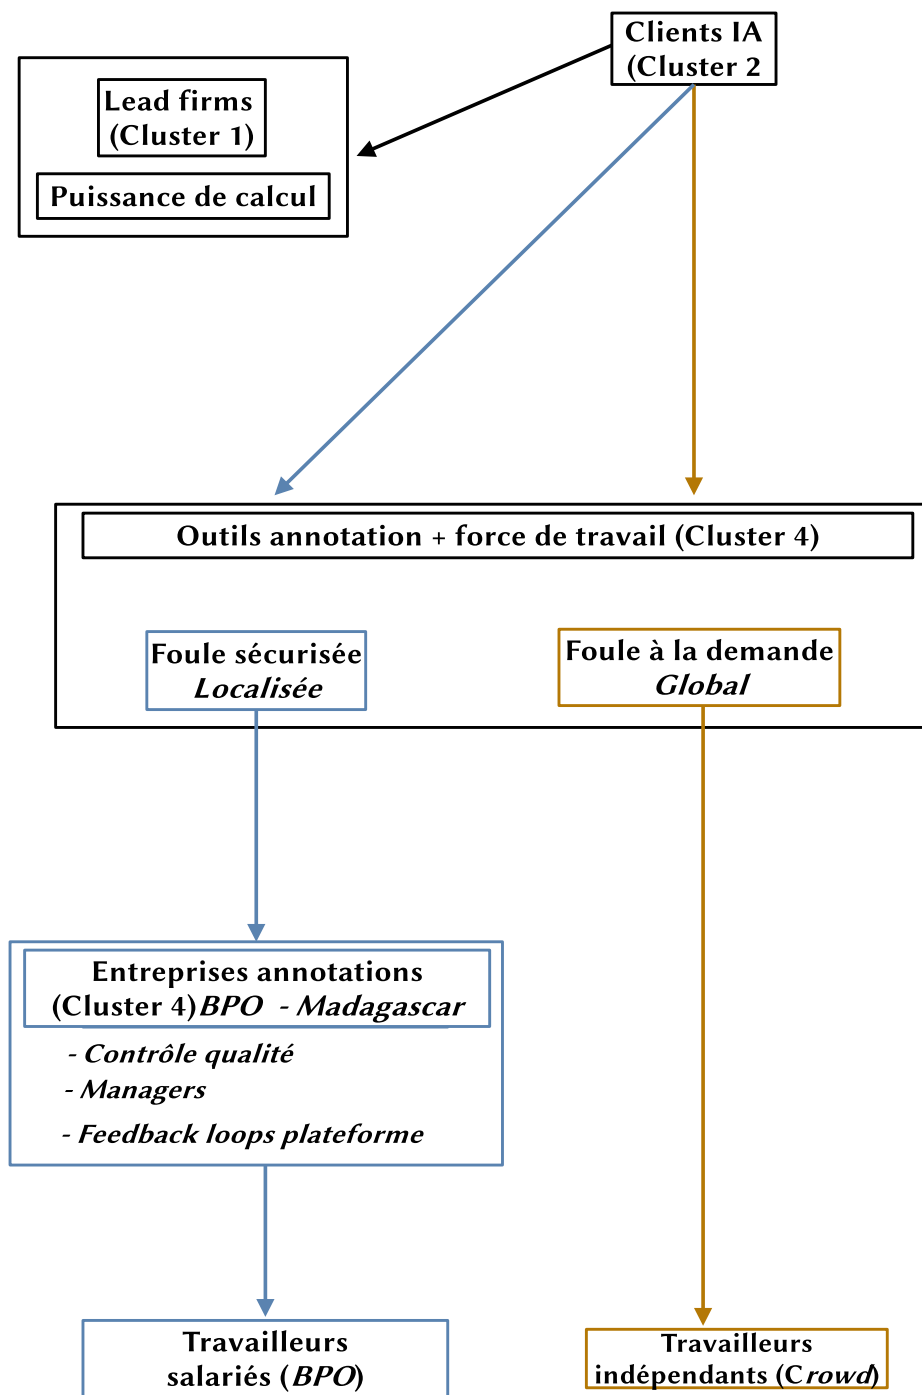 Clients IA
(Cluster 2
Lead firms
(Cluster 1)
Puissance de calcul
Outils annotation + force de travail (Cluster 4)
Foule sécurisée
Localisée
Foule à la demande
Global
Entreprises annotations
(Cluster 4) BPO - Madagascar
- Contrôle qualité
- Managers
- Feedback loops plateforme
Travailleurs
salariés (BPO)
Travailleurs
indépendants (Crowd)